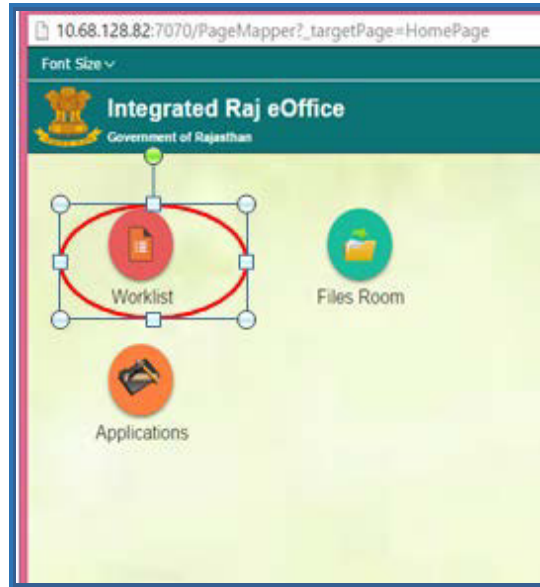 10.68.128.82:7070/PageMapper?_targetPage=HomePage
Font Size
Integrated Raj eOffice
Government of Rajasthan
Worklist
Files Room
Applications